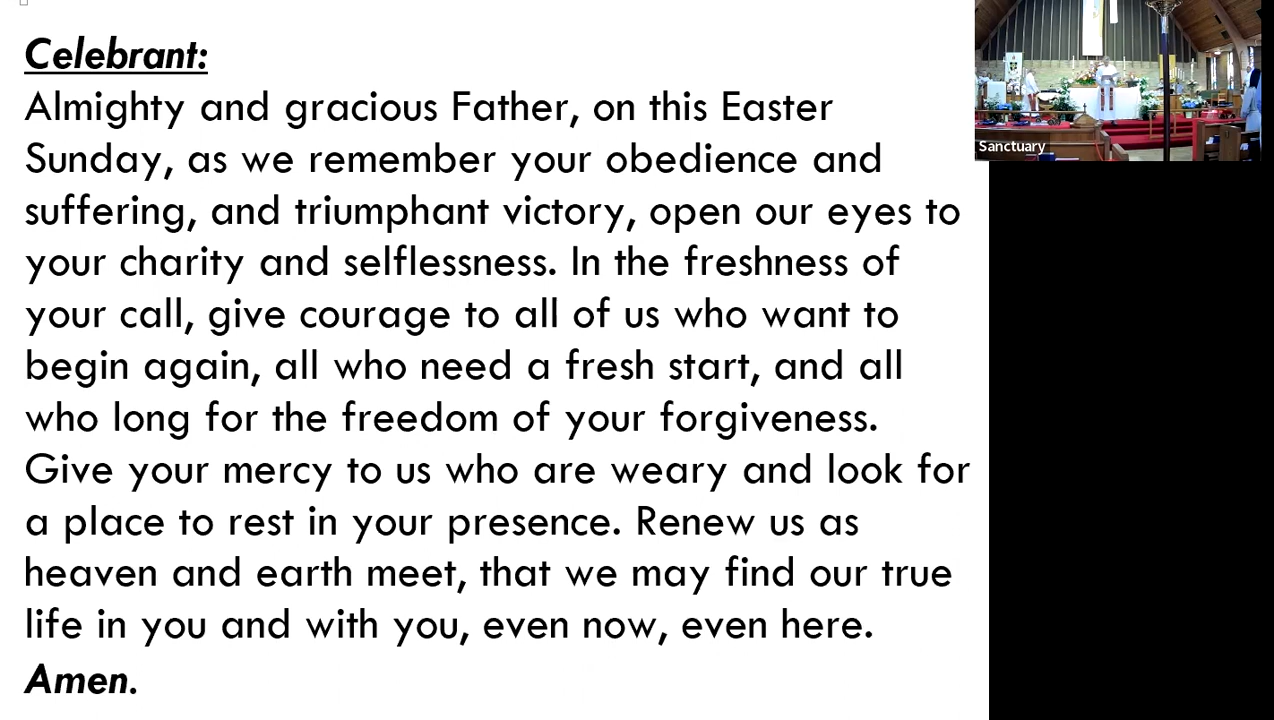 Celebrant:
Almighty and gracious Father, on this Easter
Sunday, as we remember your obedience and
suffering, and triumphant victory, open our eyes to
your charity and selflessness. In the freshness of
your call, give courage to all of us who want to
begin again, all who need a fresh start, and all
who long for the freedom of your forgiveness.
Give your mercy to us who are weary and look for
a place to rest in your presence. Renew us as
heaven and earth meet, that we may find our true
life in you and with you, even now, even here.
Amen.
Sanctuary